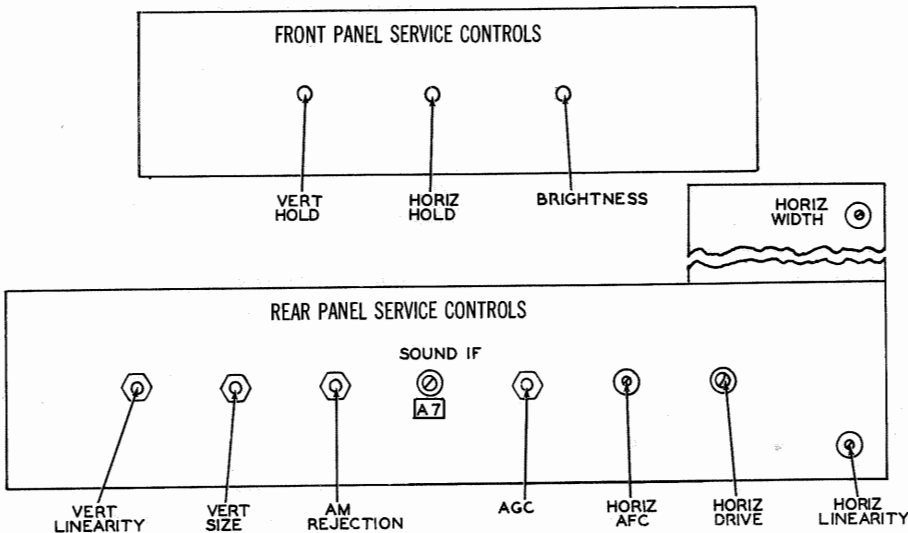 FRONT PANEL SERVICE CONTROLS
VERT
HOLD
HORIZ
HOLD
BRIGHTNESS
HORIZ
WIDTH
REAR PANEL SERVICE CONTROLS
SOUND IF
A7
VERT
LINEARITY
VERT
SIZE
AM
REJECTION
AGC
HORIZ
AFC
HORIZ
DRIVE
HORIZ
LINEARITY